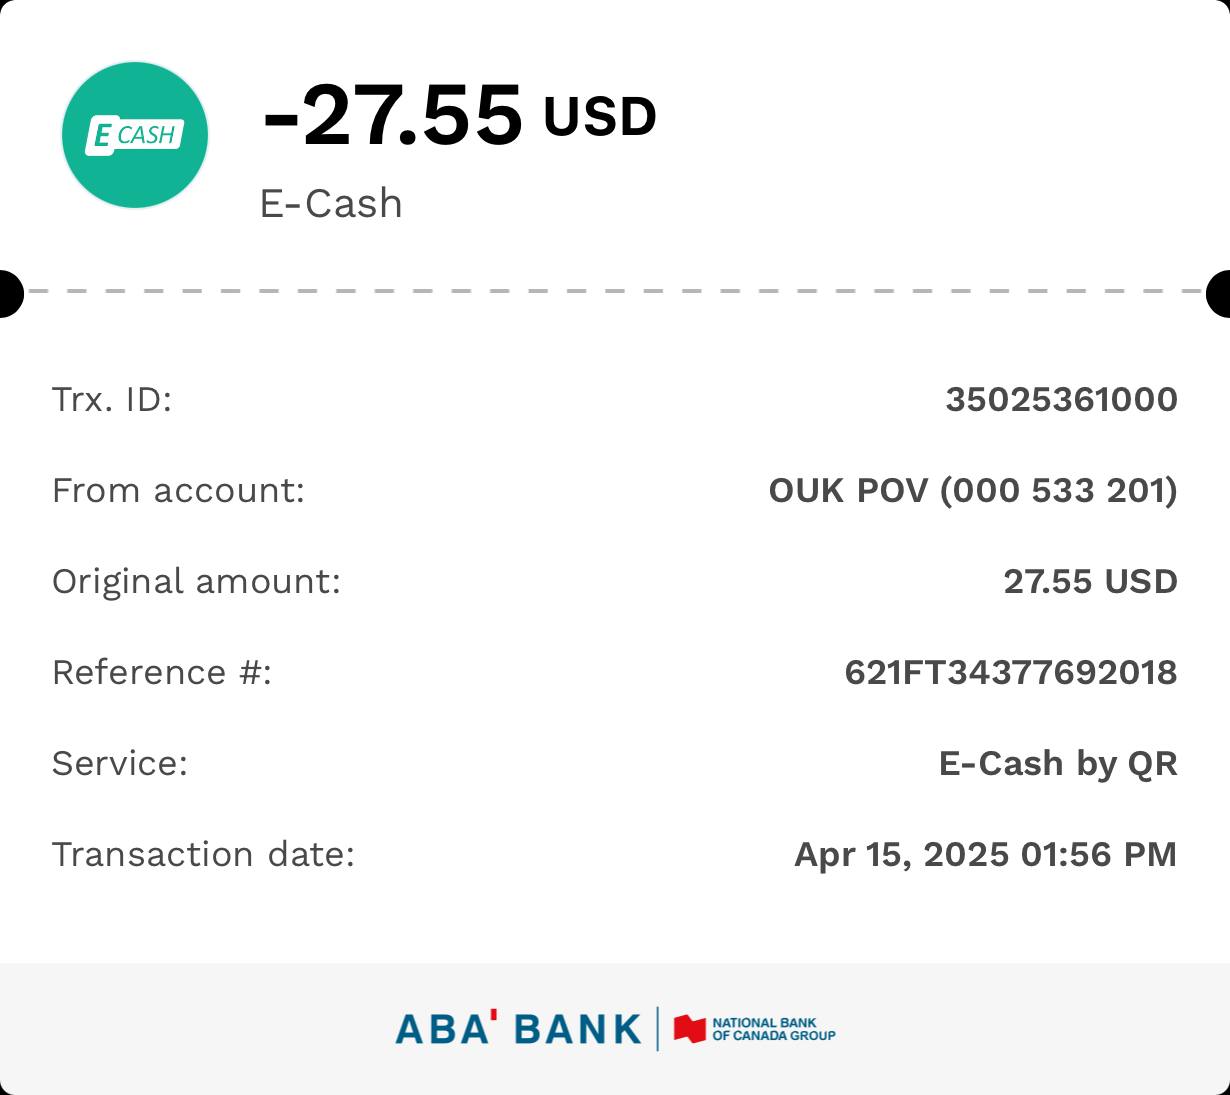 E CASH
-27.55 USD
E-Cash
Trx. ID: 35025361000
From account: OUK POV (000 533 201)
Original amount: 27.55 USD
Reference #: 621FT34377692018
Service: E-Cash by QR
Transaction date: Apr 15, 2025 01:56 PM
ABA' BANK
NATIONAL BANK
OF CANADA GROUP